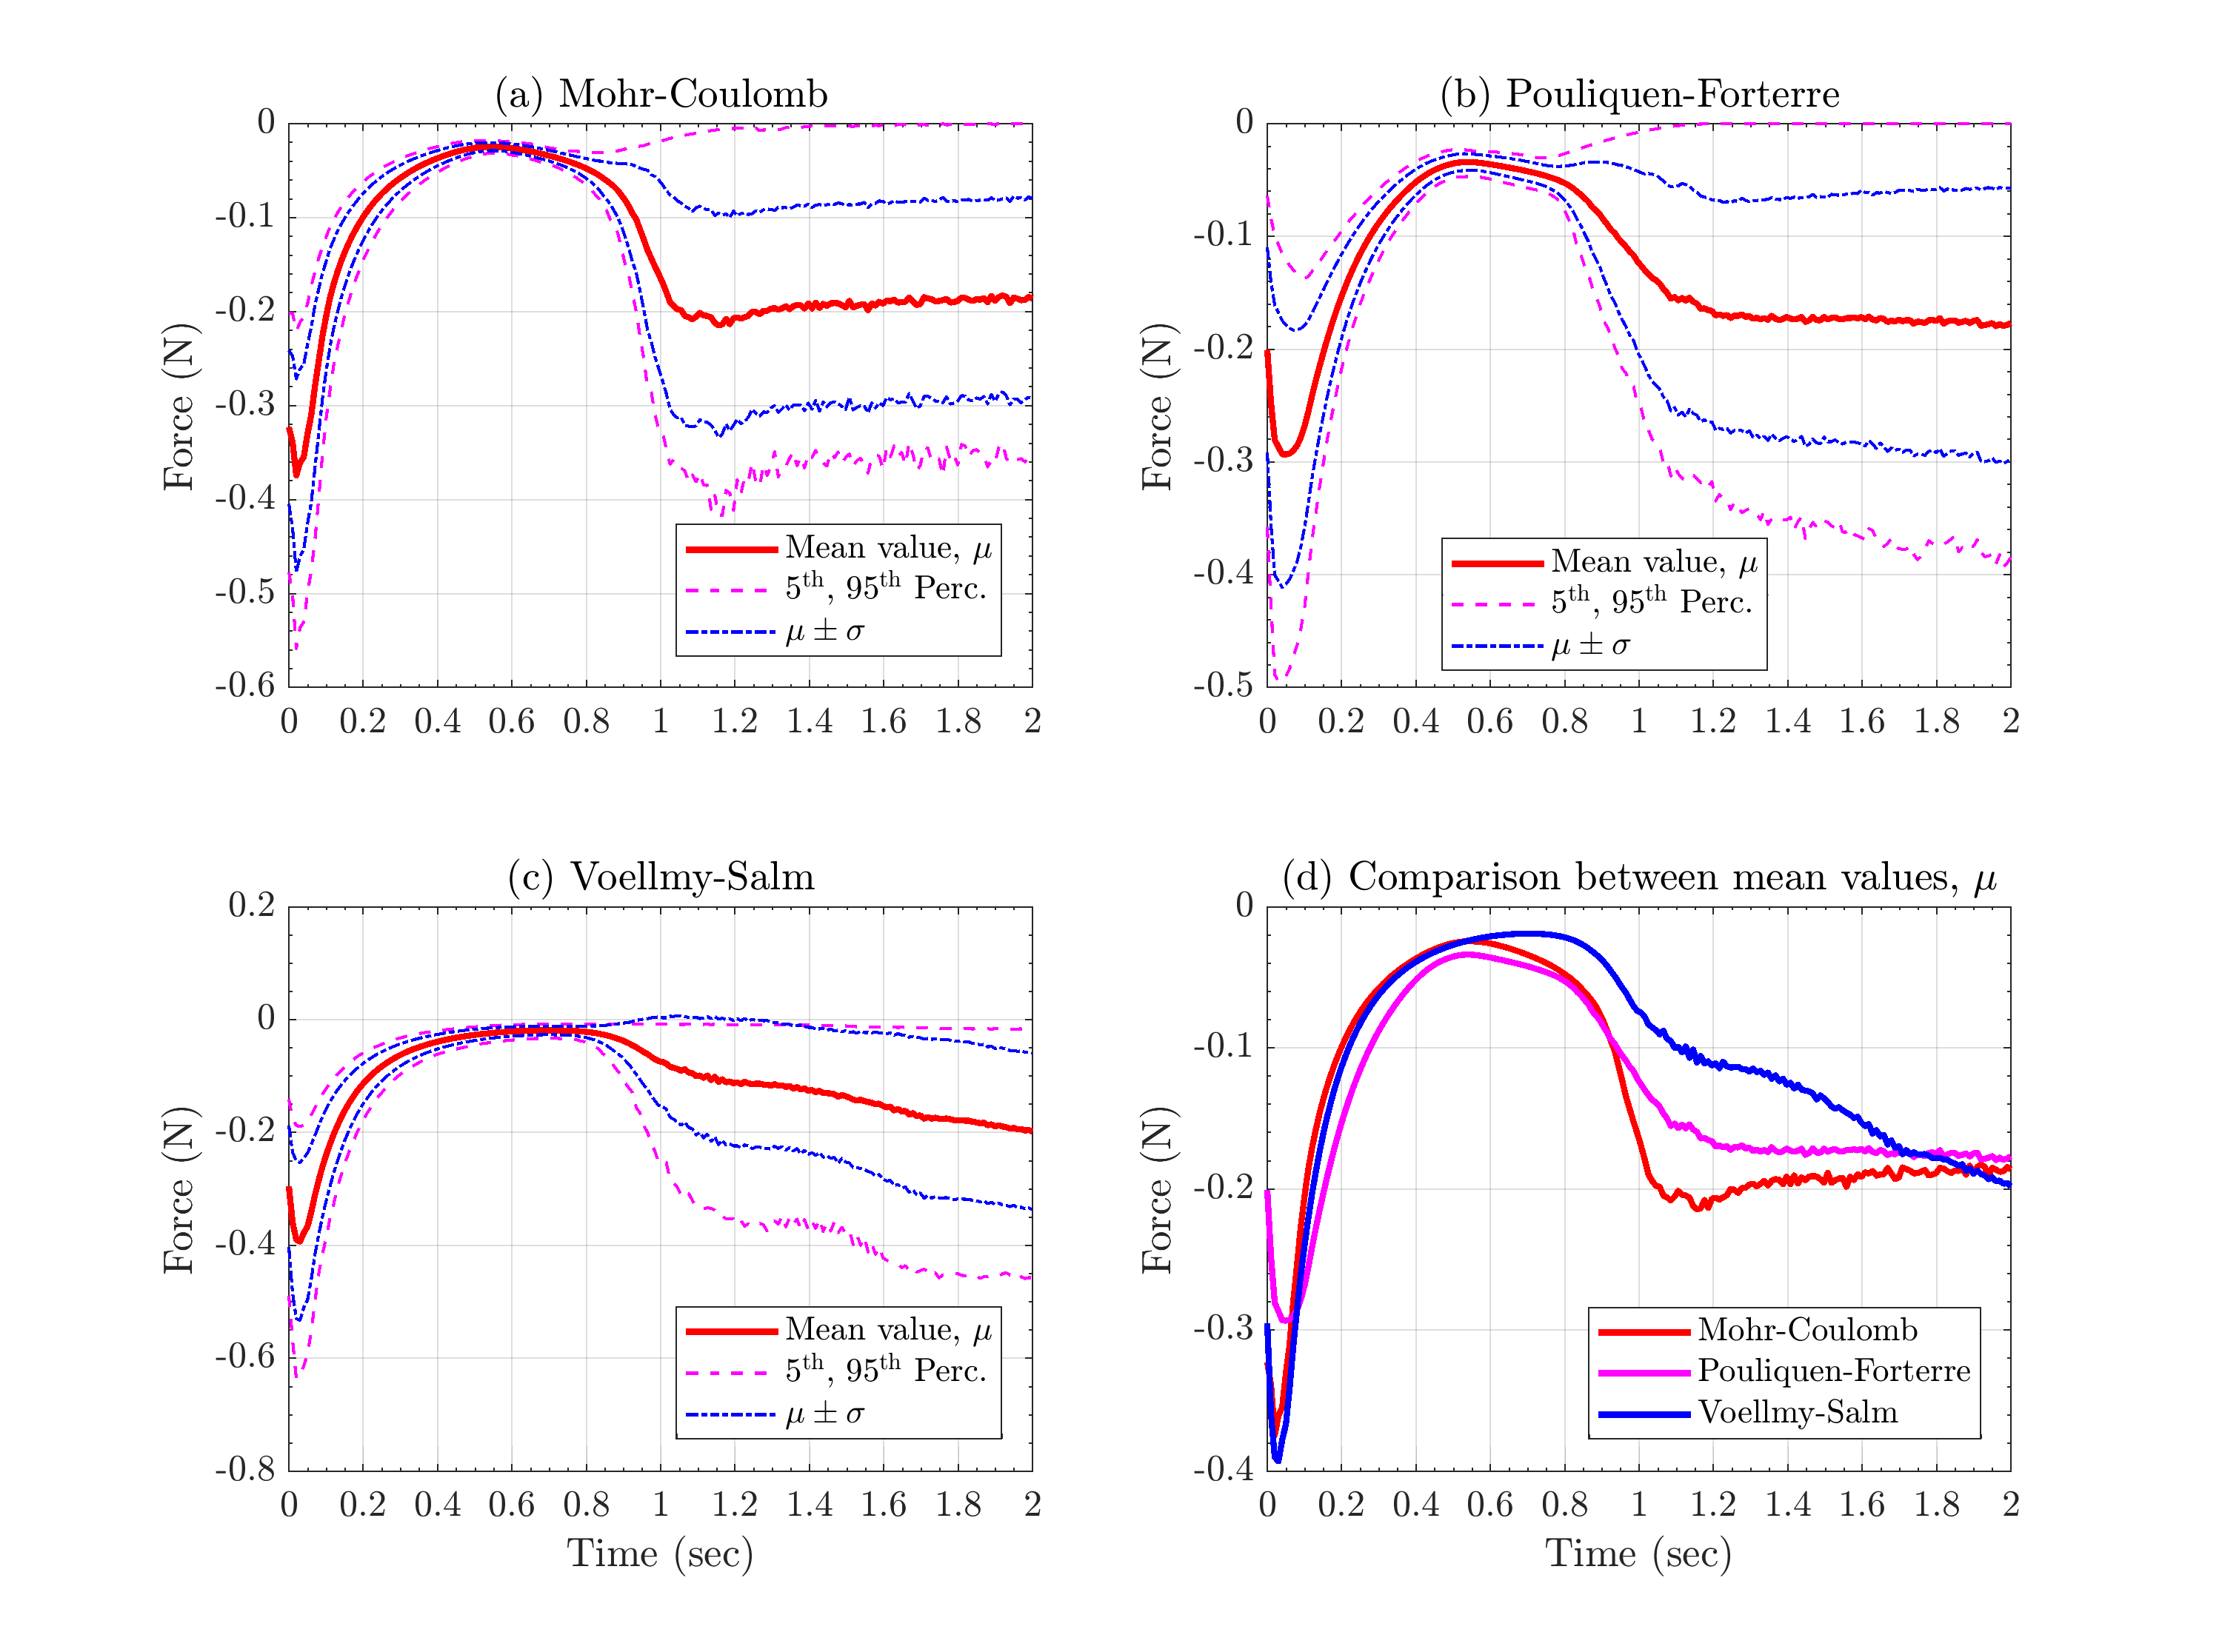 (a) Mohr-Coulomb
0
-0.1
-0.2
-0.3
-0.4
-0.5
-0.6
Force (N)
0 0.2 0.4 0.6 0.8 1 1.2 1.4 1.6 1.8 2
Mean value, μ
5th, 95th Perc.
μ ± σ
(b) Pouliquen-Forterre
0
-0.1
-0.2
-0.3
-0.4
-0.5
Force (N)
0 0.2 0.4 0.6 0.8 1 1.2 1.4 1.6 1.8 2
Mean value, μ
5th, 95th Perc.
μ ± σ
(c) Voellmy-Salm
0.2
0
-0.2
-0.4
-0.6
-0.8
Force (N)
0 0.2 0.4 0.6 0.8 1 1.2 1.4 1.6 1.8 2
Time (sec)
Mean value, μ
5th, 95th Perc.
μ ± σ
(d) Comparison between mean values, μ
0
-0.1
-0.2
-0.3
-0.4
Force (N)
0 0.2 0.4 0.6 0.8 1 1.2 1.4 1.6 1.8 2
Time (sec)
Mohr-Coulomb
Pouliquen-Forterre
Voellmy-Salm